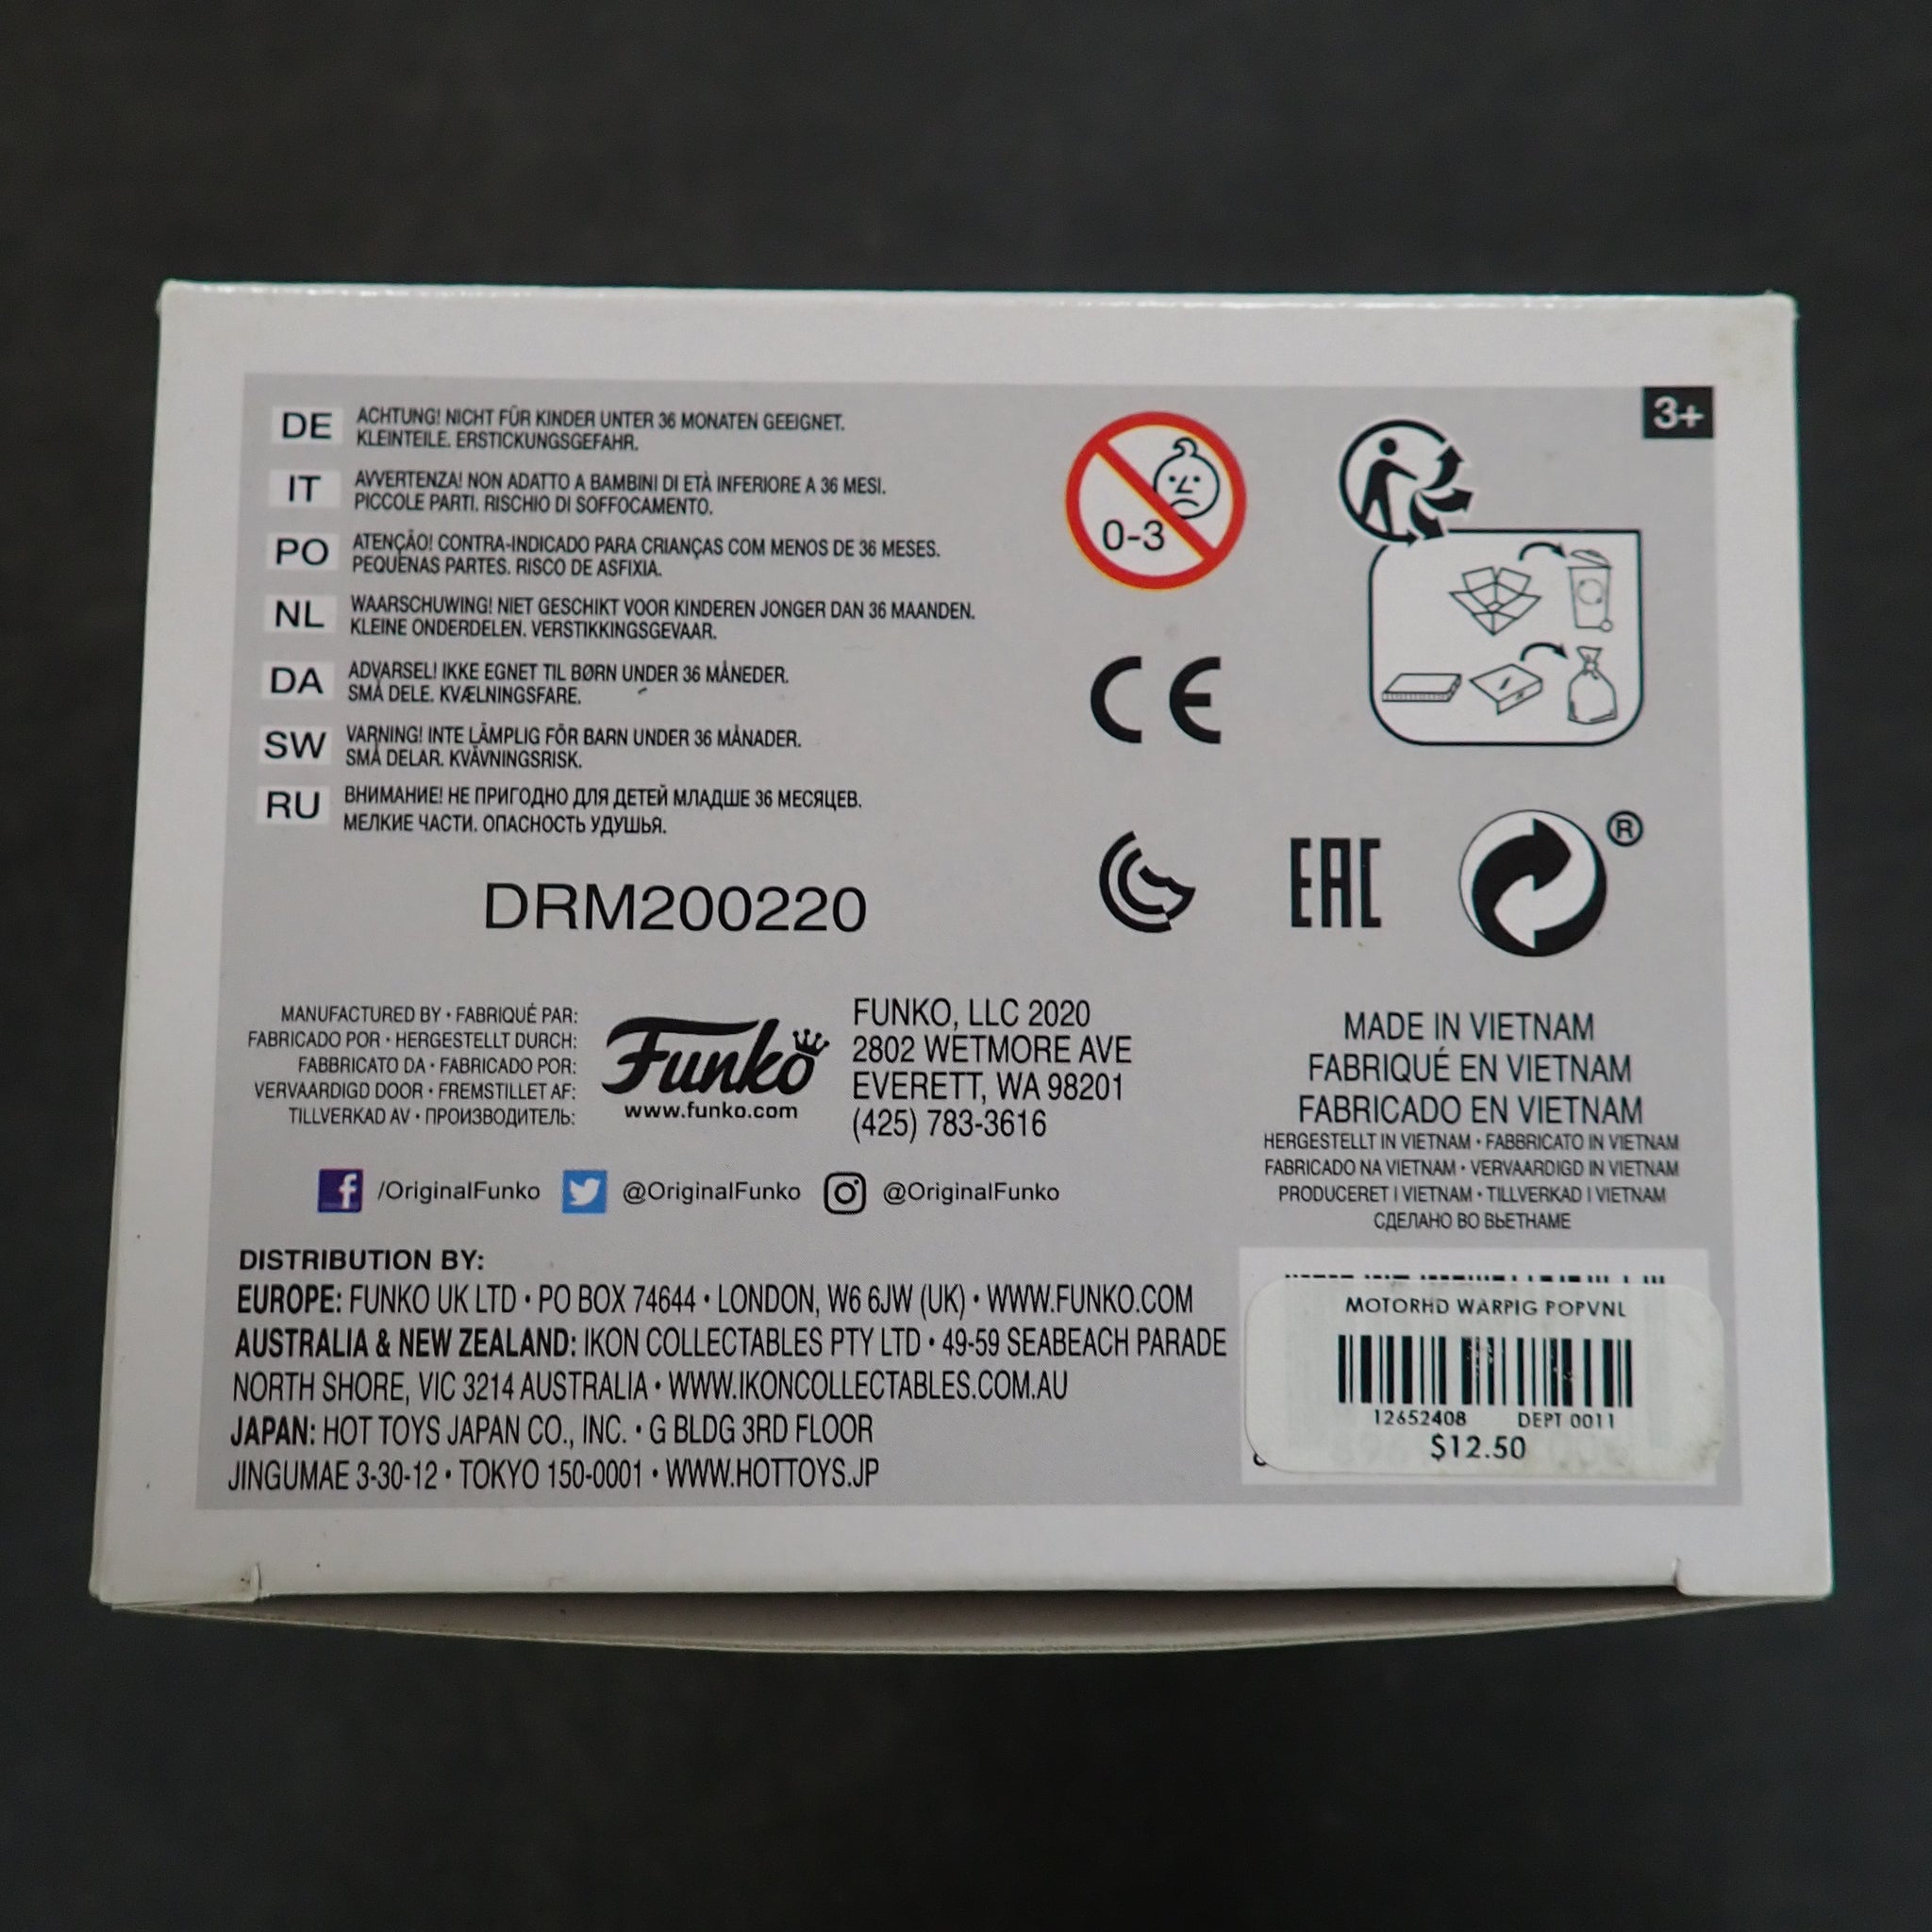 3+
DE ACHTUNG! NICHT FÜR KINDER UNTER 36 MONATEN GEEIGNET.
KLEINTEILE. ERSTICKUNGSGEFAHR.
IT AVVERTENZA! NON ADATTO A BAMBINI DI ETÀ INFERIORE A 36 MESI.
PICCOLE PARTI. RISCHIO DI SOFFOCAMENTO.
PO ATENÇÃO! CONTRA-INDICADO PARA CRIANÇAS COM MENOS DE 36 MESES.
PEQUENAS PARTES. RISCO DE ASFIXIA.
NL WAARSCHUWING! NIET GESCHIKT VOOR KINDEREN JONGER DAN 36 MAANDEN.
KLEINE ONDERDELEN. VERSTIKKINGSGEVAAR.
DA ADVARSEL! IKKE EGNET TIL BØRN UNDER 36 MÅNEDER.
SMÅ DELE. KVÆLNINGSFARE.
SW VARNING! INTE LÄMPLIG FÖR BARN UNDER 36 MÅNADER.
SMÅ DELAR. KVÄVNINGSRISK.
RU ВНИМАНИЕ! НЕ ПРИГОДНО ДЛЯ ДЕТЕЙ МЛАДШЕ 36 МЕСЯЦЕВ.
МЕЛКИЕ ЧАСТИ. ОПАСНОСТЬ УДУШЬЯ.
0-3
CE
EAC
®
DRM200220
MANUFACTURED BY • FABRIQUÉ PAR:
FABRICADO POR • HERGESTELLT DURCH:
FABBRICATO DA • FABRICADO POR:
VERVAARDIGD DOOR • FREMSTILLET AF:
TILLVERKAD AV • ПРОИЗВОДИТЕЛЬ:
Funko
www.funko.com
FUNKO, LLC 2020
2802 WETMORE AVE
EVERETT, WA 98201
(425) 783-3616
MADE IN VIETNAM
FABRIQUÉ EN VIETNAM
FABRICADO EN VIETNAM
HERGESTELLT IN VIETNAM • FABBRICATO IN VIETNAM
FABRICADO NA VIETNAM • VERVAARDIGD IN VIETNAM
PRODUCERET I VIETNAM • TILLVERKAD I VIETNAM
СДЕЛАНО ВО ВЬЕТНАМЕ
f /OriginalFunko @OriginalFunko @OriginalFunko
DISTRIBUTION BY:
EUROPE: FUNKO UK LTD • PO BOX 74644 • LONDON, W6 6JW (UK) • WWW.FUNKO.COM
AUSTRALIA & NEW ZEALAND: IKON COLLECTABLES PTY LTD • 49-59 SEABEACH PARADE
NORTH SHORE, VIC 3214 AUSTRALIA • WWW.IKONCOLLECTABLES.COM.AU
JAPAN: HOT TOYS JAPAN CO., INC. • G BLDG 3RD FLOOR
JINGUMAE 3-30-12 • TOKYO 150-0001 • WWW.HOTTOYS.JP
MOTORHD WARPIG POPVNL
12652408 DEPT 0011
$12.50